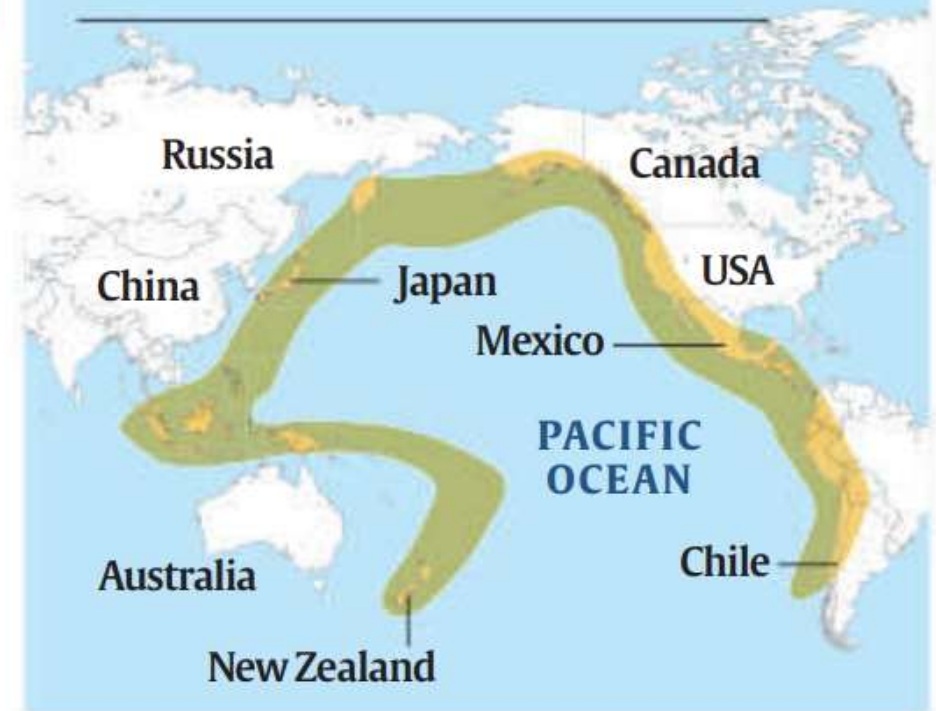 Russia
Canada
China
Japan
USA
Mexico
PACIFIC
OCEAN
Australia
Chile
New Zealand